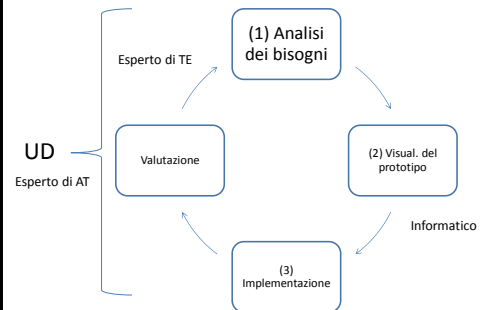 (1) Analisi
dei bisogni
Esperto di TE
UD
Esperto di AT
Valutazione
(2) Visual. del
prototipo
Informatico
(3)
Implementazione